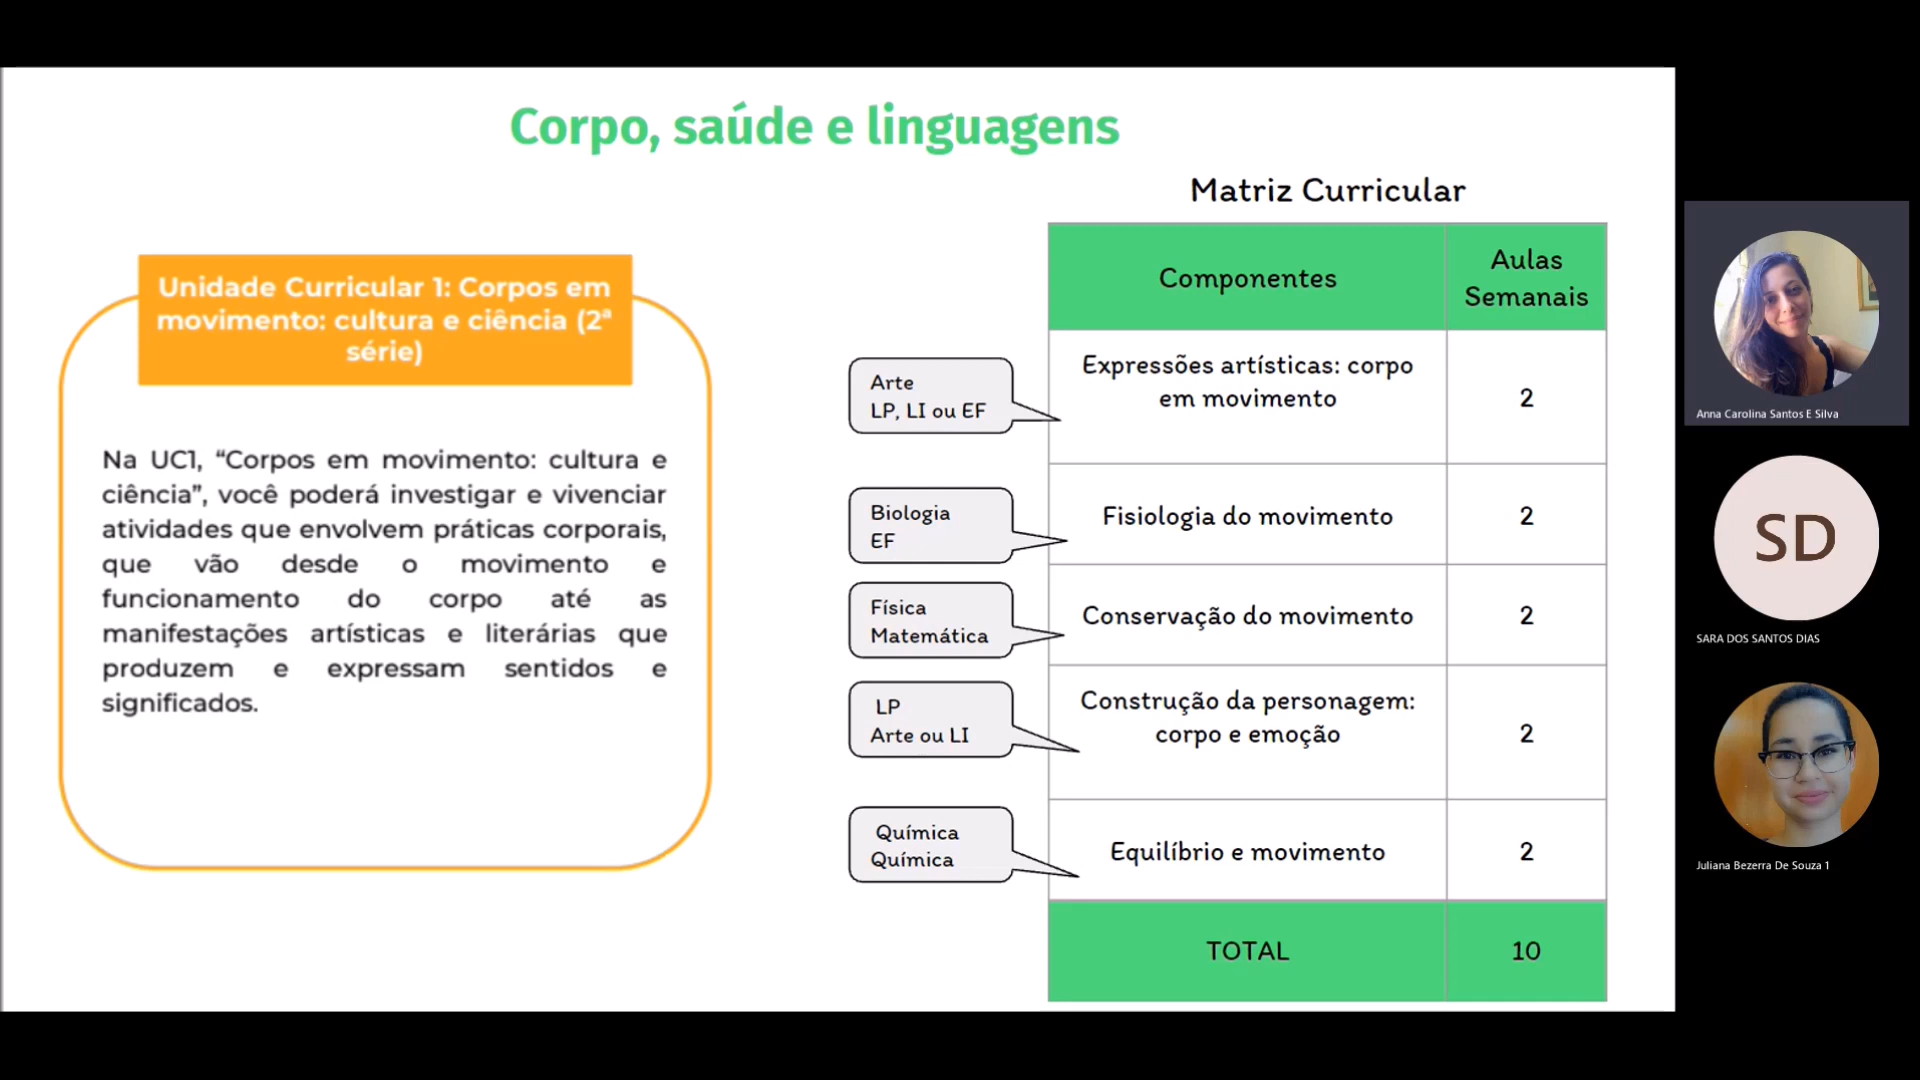 Corpo, saúde e linguagens
Unidade Curricular 1: Corpos em
movimento: cultura e ciência (2ª
série)
Na UC1, “Corpos em movimento: cultura e
ciência”, você poderá investigar e vivenciar
atividades que envolvem práticas corporais,
que vão desde o movimento e
funcionamento do corpo até as
manifestações artísticas e literárias que
produzem e expressam sentidos e
significados.
Matriz Curricular
Componentes
Aulas
Semanais
Arte
LP, LI ou EF
Expressões artísticas: corpo
em movimento
2
Biologia
EF
Fisiologia do movimento
2
Física
Matemática
Conservação do movimento
2
LP
Arte ou LI
Construção da personagem:
corpo e emoção
2
Química
Química
Equilíbrio e movimento
2
TOTAL
10
Anna Carolina Santos E Silva
SD
SARA DOS SANTOS DIAS
Juliana Bezerra De Souza 1